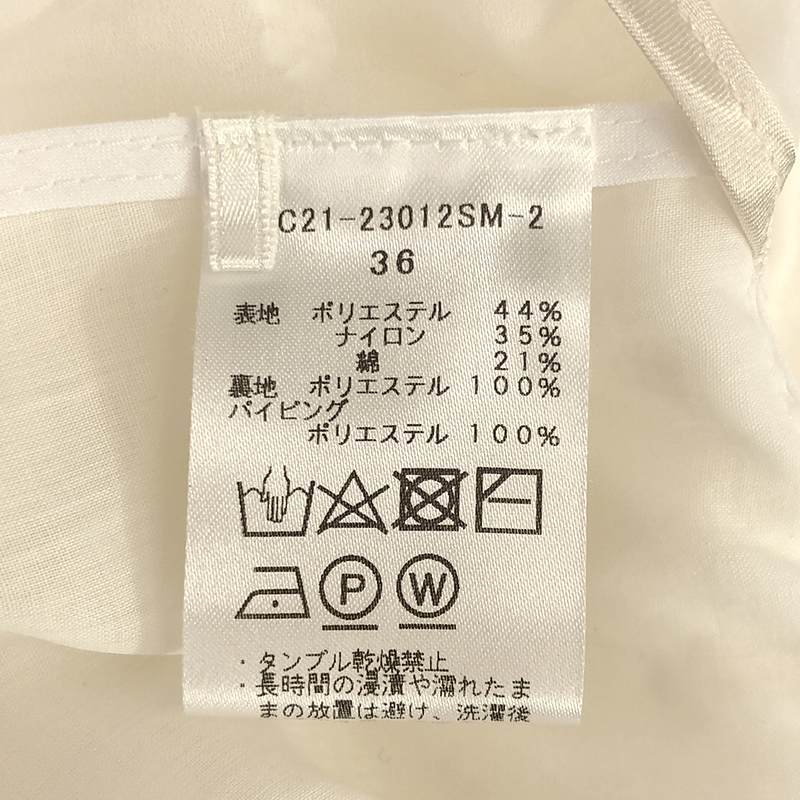 C21-23012SM-2
36
表地 ポリエステル 44%
ナイロン 35%
綿 21%
裏地 ポリエステル 100%
パイピング
ポリエステル 100%
P W
・タンブル乾燥禁止
・長時間の浸漬や濡れたま
まの放置は避け、洗濯後